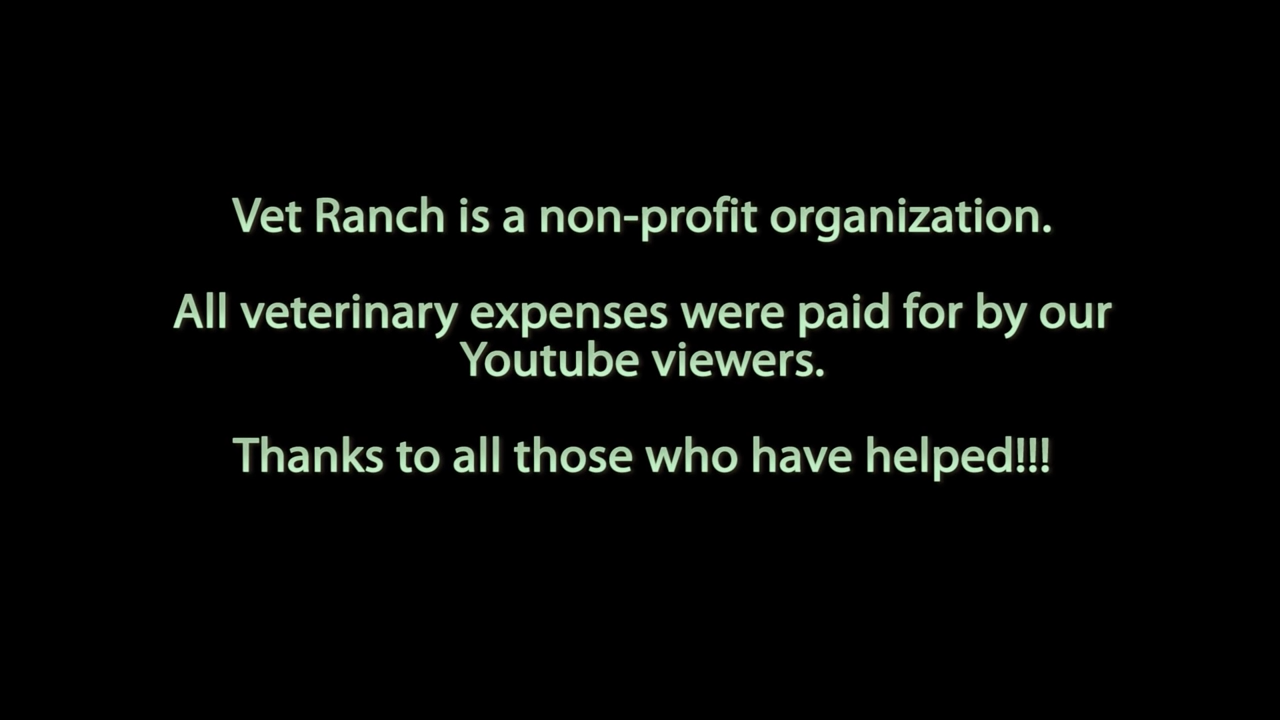 Vet Ranch is a non-profit organization.
All veterinary expenses were paid for by our
Youtube viewers.
Thanks to all those who have helped!!!